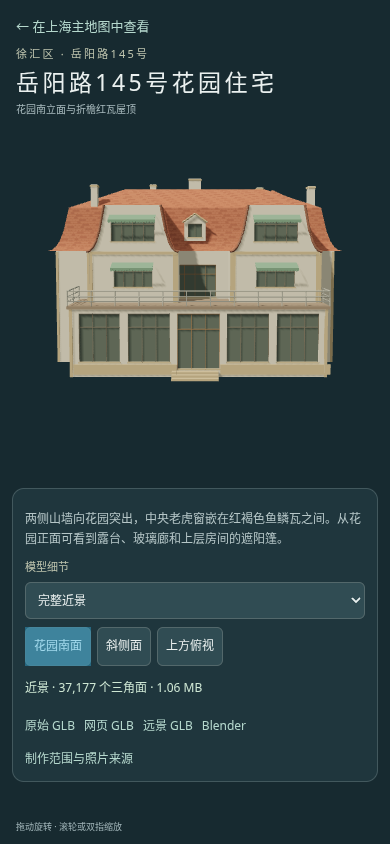 ← 在上海主地图中查看
徐汇区 · 岳阳路145号
岳阳路145号花园住宅
花园南立面与折檐红瓦屋顶
两侧山墙向花园突出，中央老虎窗嵌在红褐色鱼鳞瓦之间。从花
园正面可看到露台、玻璃廊和上层房间的遮阳篷。
模型细节
完整近景
花园南面 斜侧面 上方俯视
近景 · 37,177 个三角面 · 1.06 MB
原始 GLB 网页 GLB 远景 GLB Blender
制作范围与照片来源
拖动旋转 · 滚轮或双指缩放